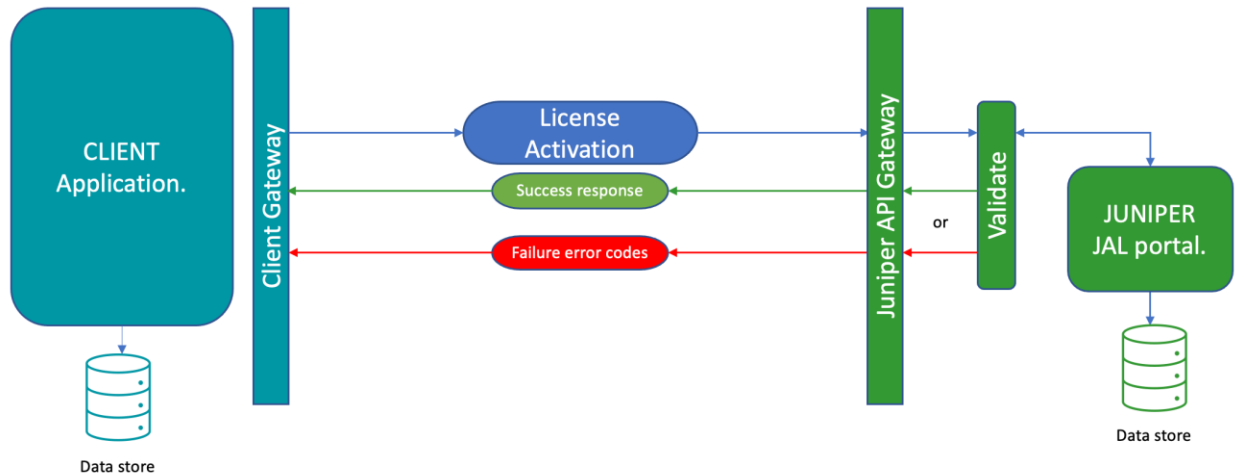 CLIENT
Application.
Data store
Client Gateway
License
Activation
Success response
Failure error codes
Juniper API Gateway
or
Validate
JUNIPER
JAL portal.
Data store